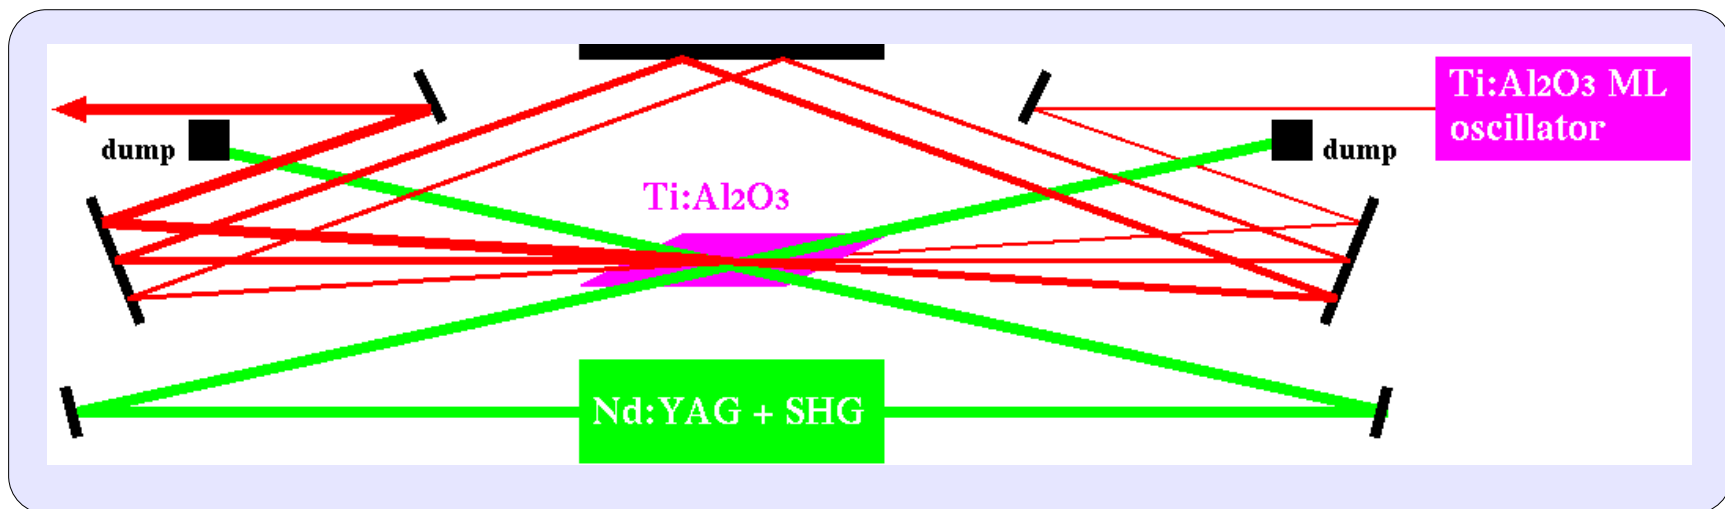 Ti:Al2O3 ML
oscillator
dump
dump
Ti:Al2O3
Nd:YAG + SHG